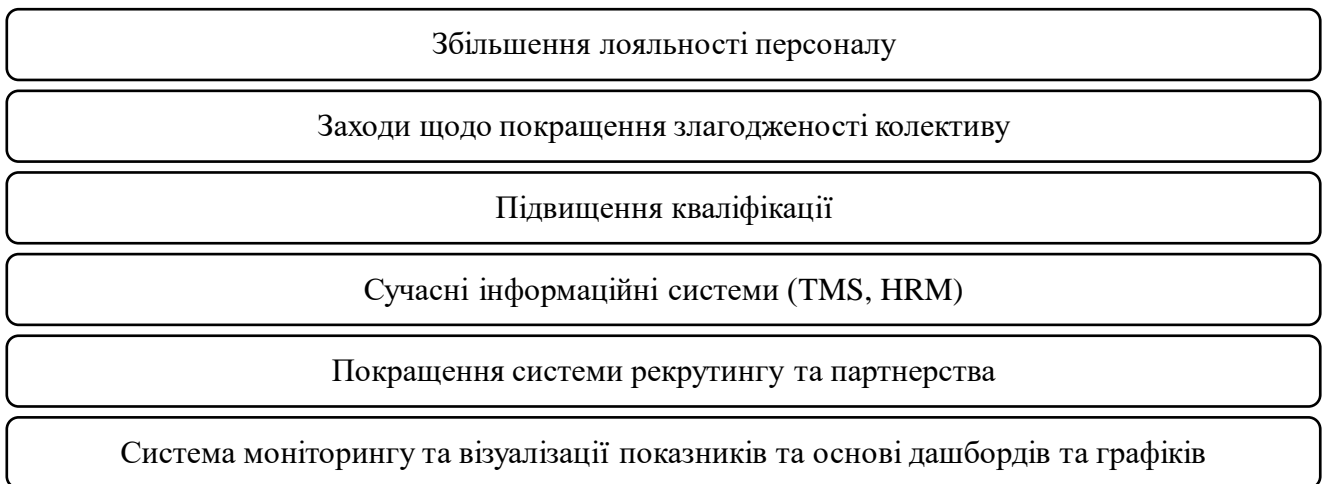 Збільшення лояльності персоналу
Заходи щодо покращення злагодженості колективу
Підвищення кваліфікації
Сучасні інформаційні системи (TMS, HRM)
Покращення системи рекрутингу та партнерства
Система моніторингу та візуалізації показників та основі дашбордів та графіків